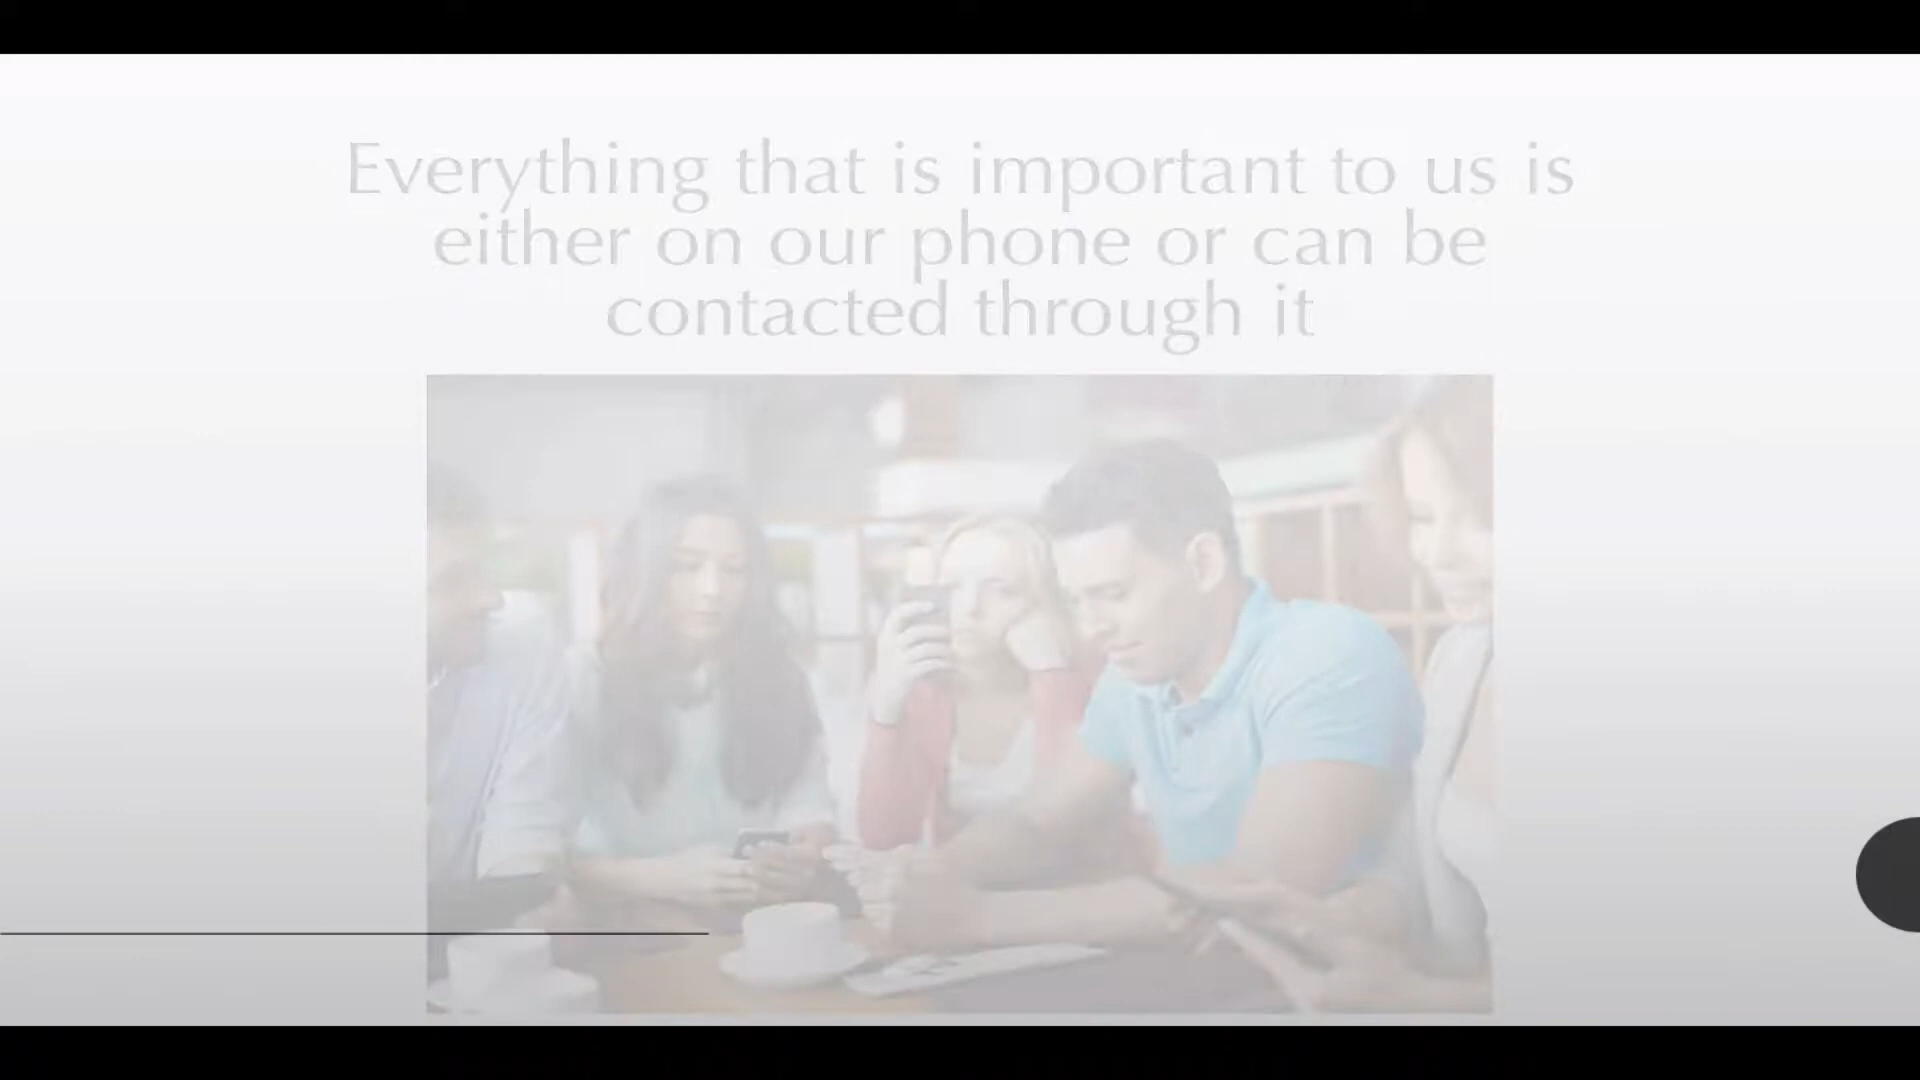 Everything that is important to us is
either on our phone or can be
contacted through it